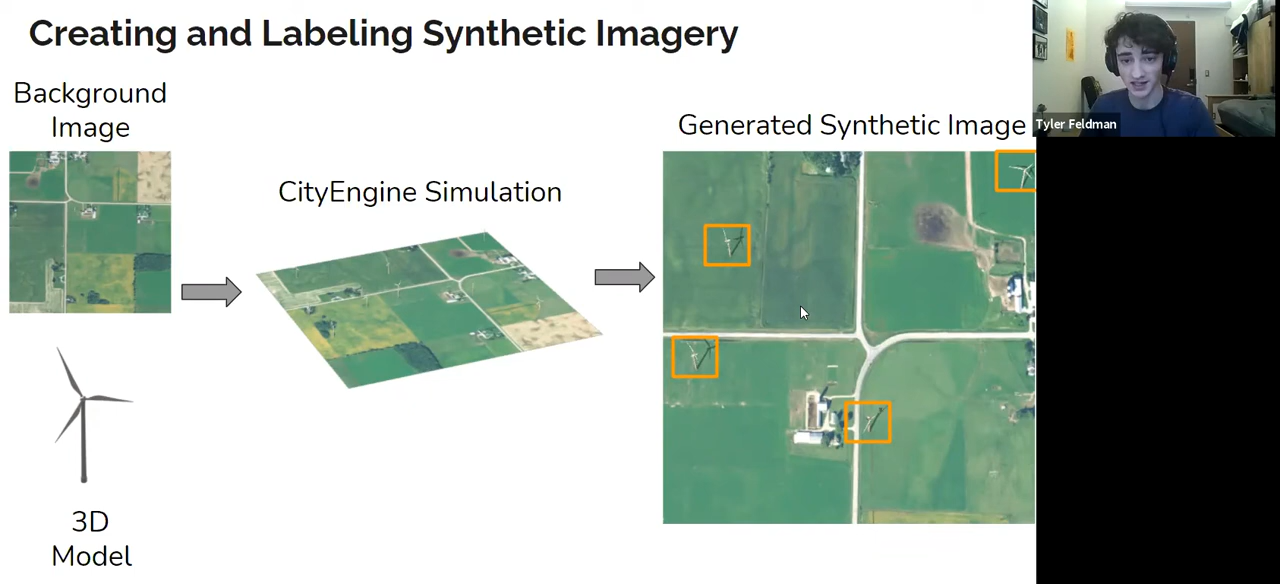 Creating and Labeling Synthetic Imagery
Background
Image
CityEngine Simulation
Generated Synthetic Image
Tyler Feldman
3D
Model